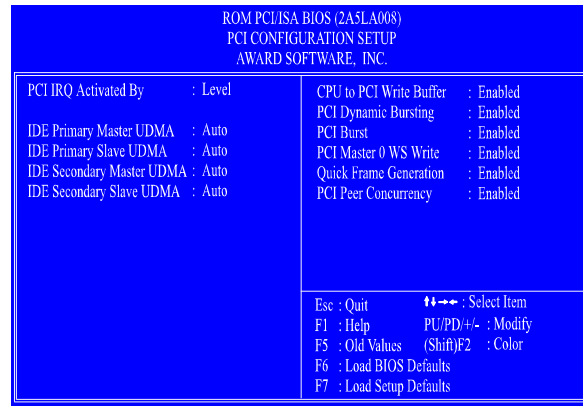 ROM PCI/ISA BIOS (2A5LA008)
PCI CONFIGURATION SETUP
AWARD SOFTWARE, INC.
PCI IRQ Activated By : Level
IDE Primary Master UDMA : Auto
IDE Primary Slave UDMA : Auto
IDE Secondary Master UDMA : Auto
IDE Secondary Slave UDMA : Auto
CPU to PCI Write Buffer : Enabled
PCI Dynamic Bursting : Enabled
PCI Burst : Enabled
PCI Master 0 WS Write : Enabled
Quick Frame Generation : Enabled
PCI Peer Concurrency : Enabled
Esc : Quit ↑↓→← : Select Item
F1 : Help PU/PD/+/- : Modify
F5 : Old Values (Shift)F2 : Color
F6 : Load BIOS Defaults
F7 : Load Setup Defaults